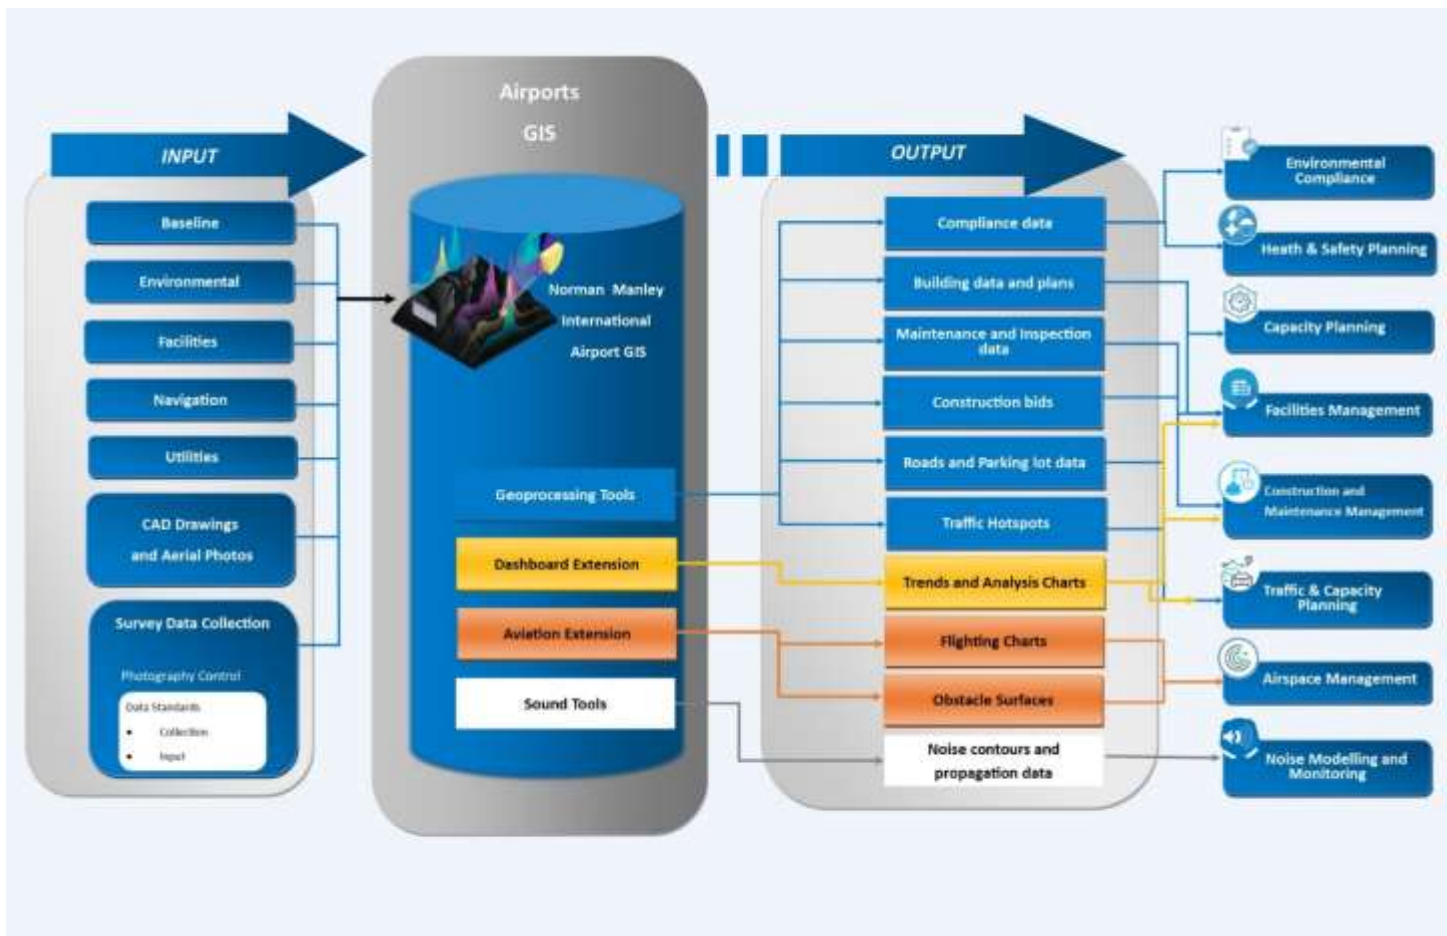 Airports
GIS
INPUT
Baseline
Environmental
Facilities
Navigation
Utilities
CAD Drawings
and Aerial Photos
Survey Data Collection
Photography Control
Data Standards
• Collection
• Input
Norman Manley
International
Airport GIS
Geoprocessing Tools
Dashboard Extension
Aviation Extension
Sound Tools
OUTPUT
Compliance data
Building data and plans
Maintenance and Inspection
data
Construction bids
Roads and Parking lot data
Traffic Hotspots
Trends and Analysis Charts
Flighting Charts
Obstacle Surfaces
Noise contours and
propagation data
Environmental
Compliance
Heath & Safety Planning
Capacity Planning
Facilities Management
Construction and
Maintenance Management
Traffic & Capacity
Planning
Airspace Management
Noise Modelling and
Monitoring